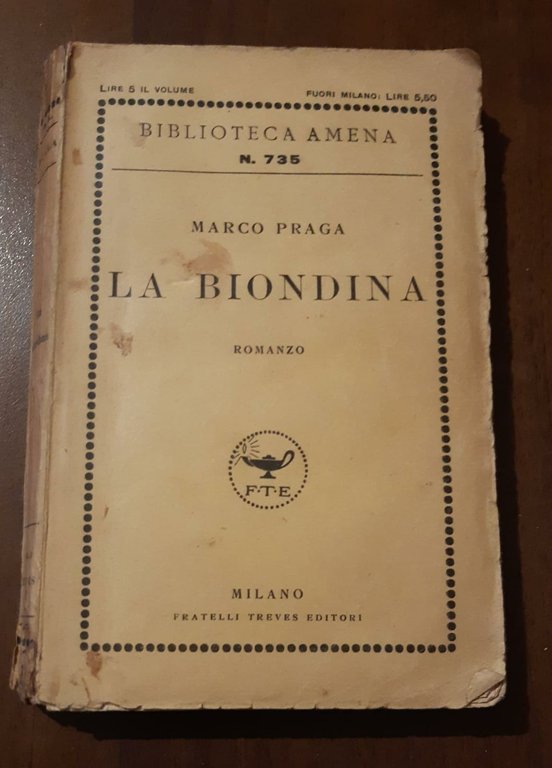 LIRE 5 IL VOLUME FUORI MILANO: LIRE 5,50
BIBLIOTECA AMENA
N. 735
MARCO PRAGA
LA BIONDINA
ROMANZO
F·T·E
MILANO
FRATELLI TREVES EDITORI